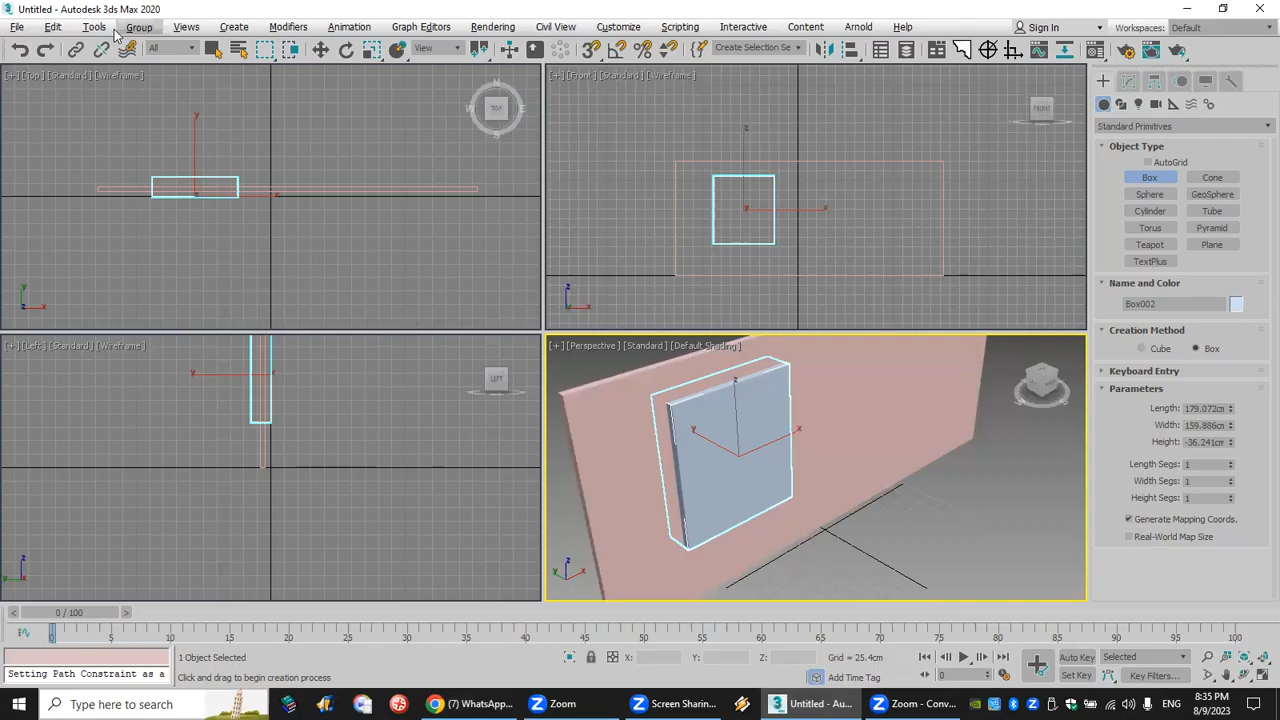 Untitled - Autodesk 3ds Max 2020
File Edit Tools Group Views Create Modifiers Animation Graph Editors Rendering Civil View Customize Scripting Interactive Content Arnold Help Sign In Workspaces: Default
All View Create Selection Se
[+] [Top] [Standard] [Wireframe]
[+] [Front] [Standard] [Wireframe]
N
W
E
S
TOP
FRONT
y
x
z
x
y
z
x
y
x
z
x
Standard Primitives
Object Type
AutoGrid
Box Cone
Sphere GeoSphere
Cylinder Tube
Torus Pyramid
Teapot Plane
TextPlus
Name and Color
Box002
Creation Method
Cube Box
Keyboard Entry
Parameters
Length: 179.072cm
Width: 159.886cm
Height: -36.241cm
Length Segs: 1
Width Segs: 1
Height Segs: 1
Generate Mapping Coords.
Real-World Map Size
[+] [Left] [Standard] [Wireframe]
[+] [Perspective] [Standard] [Default Shading]
LEFT
y
z
y
z
y
x
z
y
x
0 / 100
0 5 10 15 20 25 30 35 40 45 50 55 60 65 70 75 80 85 90 95 100
1 Object Selected
X: Y: Z: Grid = 25.4cm
Auto Key Selected
Setting Path Constraint as a
Click and drag to begin creation process
Add Time Tag
0
Set Key Key Filters...
Type here to search
(7) WhatsApp...
Zoom
Screen Sharin...
Untitled - Au...
Zoom - Conv...
8:35 PM
8/9/2023